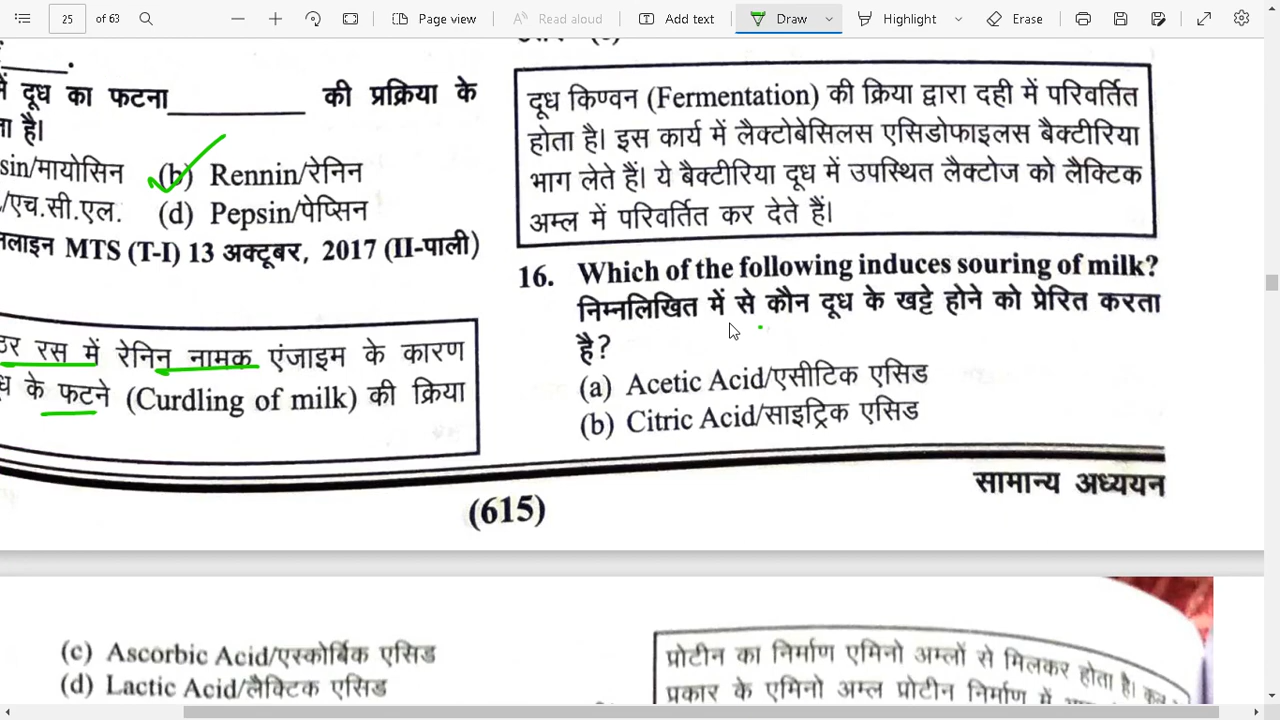 25 of 63 Page view Read aloud Add text Draw Highlight Erase
में दूध का फटना __________ की प्रक्रिया के
ता है।
sin/मायोसिन (b) Rennin/रेनिन
/एच.सी.एल. (d) Pepsin/पेप्सिन
नलाइन MTS (T-I) 13 अक्टूबर, 2017 (II-पाली)
रस में रेनिन नामक एंजाइम के कारण
के फटने (Curdling of milk) की क्रिया
दूध किण्वन (Fermentation) की क्रिया द्वारा दही में परिवर्तित
होता है। इस कार्य में लैक्टोबेसिलस एसिडोफाइलस बैक्टीरिया
भाग लेते हैं। ये बैक्टीरिया दूध में उपस्थित लैक्टोज को लैक्टिक
अम्ल में परिवर्तित कर देते हैं।
16. Which of the following induces souring of milk?
निम्नलिखित में से कौन दूध के खट्टे होने को प्रेरित करता
है?
(a) Acetic Acid/एसीटिक एसिड
(b) Citric Acid/साइट्रिक एसिड
सामान्य अध्ययन
(615)
(c) Ascorbic Acid/एस्कोर्बिक एसिड
(d) Lactic Acid/लैक्टिक एसिड
प्रोटीन का निर्माण एमिनो अम्लों से मिलकर होता है। कुल
प्रकार के एमिनो अम्ल प्रोटीन निर्माण में